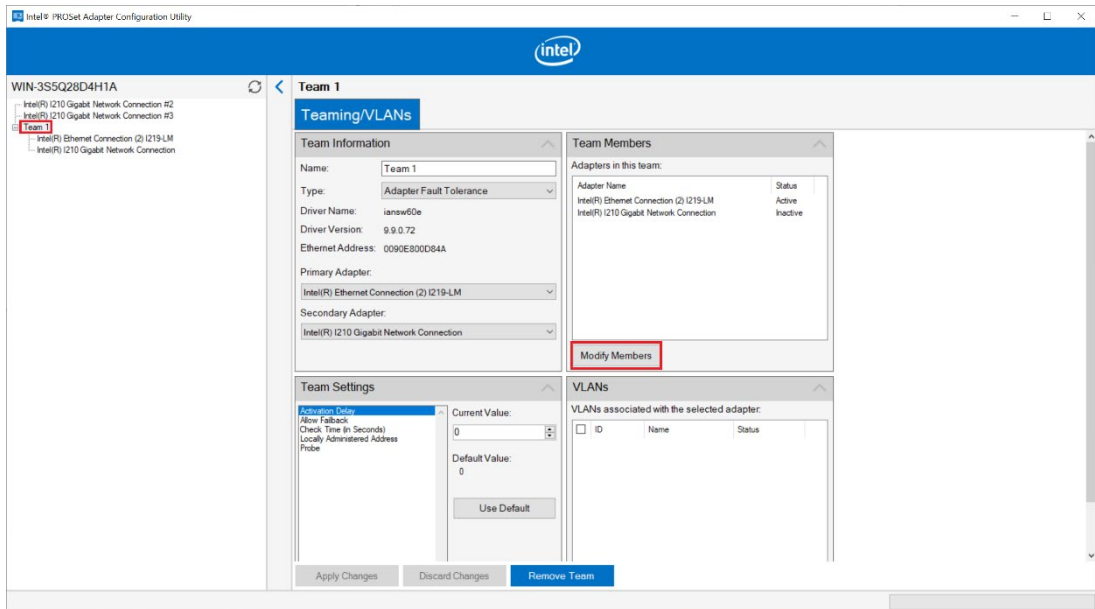 Intel® PROSet Adapter Configuration Utility
intel
WIN-3S5Q28D4H1A
Intel(R) I210 Gigabit Network Connection #2
Intel(R) I210 Gigabit Network Connection #3
Team 1
Intel(R) Ethernet Connection (2) I219-LM
Intel(R) I210 Gigabit Network Connection
Team 1
Teaming/VLANs
Team Information
Name: Team 1
Type: Adapter Fault Tolerance
Driver Name: iansw60e
Driver Version: 9.9.0.72
Ethernet Address: 0090E800D84A
Primary Adapter:
Intel(R) Ethernet Connection (2) I219-LM
Secondary Adapter:
Intel(R) I210 Gigabit Network Connection
Team Members
Adapters in this team:
Adapter Name Status
Intel(R) Ethernet Connection (2) I219-LM Active
Intel(R) I210 Gigabit Network Connection Inactive
Modify Members
Team Settings
Activation Delay
Allow Failback
Check Time (in Seconds)
Locally Administered Address
Probe
Current Value:
0
Default Value:
0
Use Default
VLANs
VLANs associated with the selected adapter:
ID Name Status
Apply Changes Discard Changes Remove Team